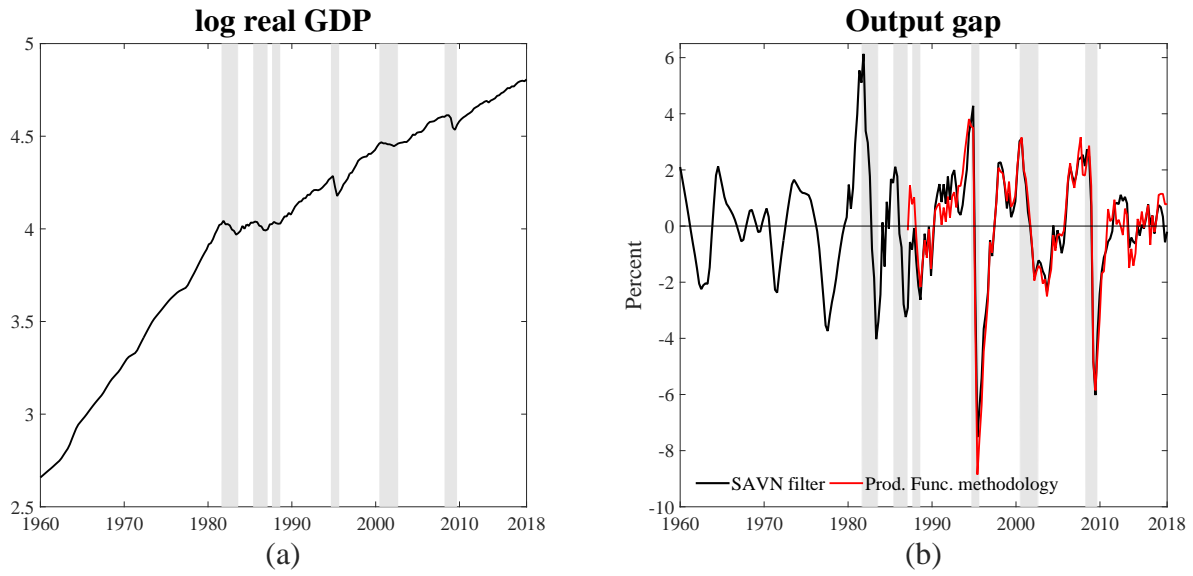 log real GDP
5
4.5
4
3.5
3
2.5
1960 1970 1980 1990 2000 2010 2018
(a)
Output gap
Percent
6
4
2
0
-2
-4
-6
-8
-10
SAVN filter Prod. Func. methodology
1960 1970 1980 1990 2000 2010 2018
(b)